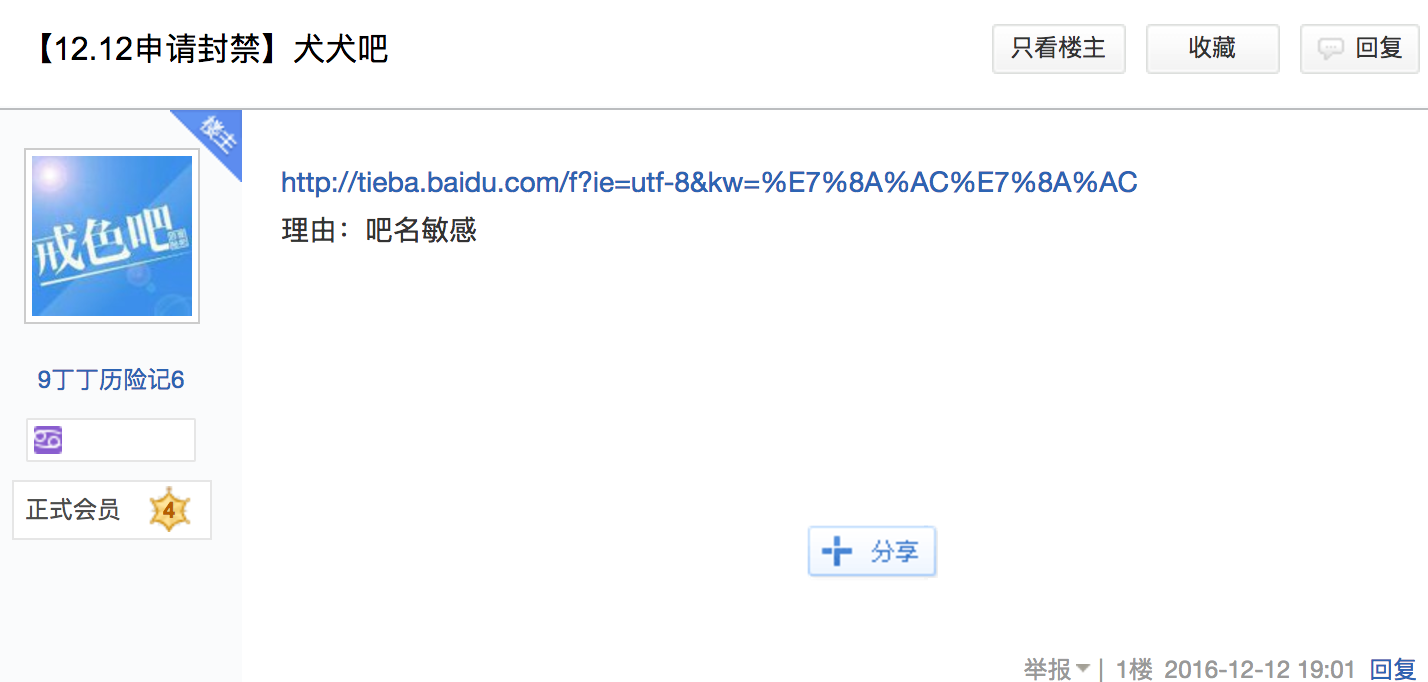 【12.12申请封禁】犬犬吧
只看楼主
收藏
回复
楼主
戒色吧
http://tieba.baidu.com/f?ie=utf-8&kw=%E7%8A%AC%E7%8A%AC
理由：吧名敏感
9丁丁历险记6
正式会员 4
分享
举报 | 1楼 2016-12-12 19:01 回复